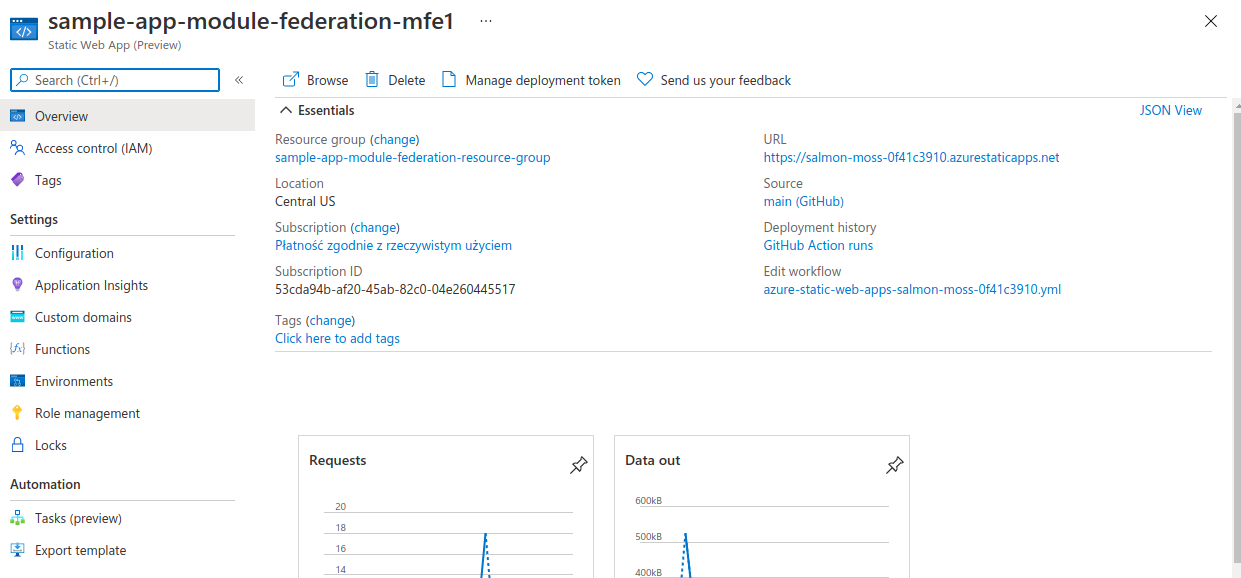 sample-app-module-federation-mfe1 ...
Static Web App (Preview)
Search (Ctrl+/)
«
Browse
Delete
Manage deployment token
Send us your feedback
Overview
Access control (IAM)
Tags
Settings
Configuration
Application Insights
Custom domains
Functions
Environments
Role management
Locks
Automation
Tasks (preview)
Export template
Essentials
JSON View
Resource group (change)
sample-app-module-federation-resource-group
Location
Central US
Subscription (change)
Płatność zgodnie z rzeczywistym użyciem
Subscription ID
53cda94b-af20-45ab-82c0-04e260445517
Tags (change)
Click here to add tags
URL
https://salmon-moss-0f41c3910.azurestaticapps.net
Source
main (GitHub)
Deployment history
GitHub Action runs
Edit workflow
azure-static-web-apps-salmon-moss-0f41c3910.yml
Requests
20
18
16
14
Data out
600kB
500kB
400kB